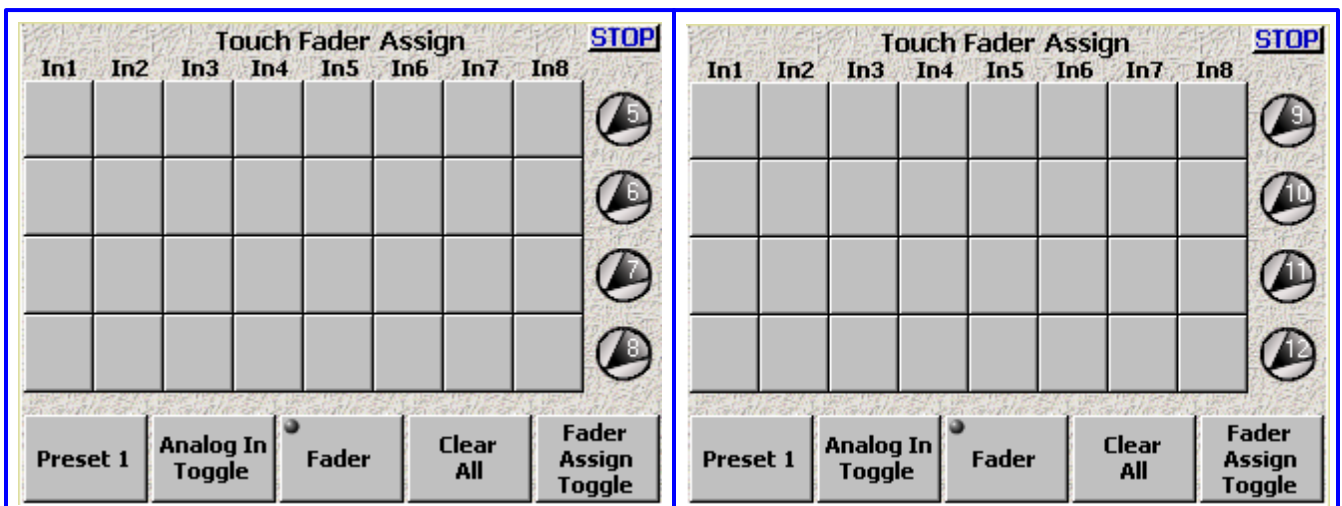 Touch Fader Assign STOP
In1 In2 In3 In4 In5 In6 In7 In8
5
6
7
8
Preset 1
Analog In
Toggle
Fader
Clear
All
Fader
Assign
Toggle
Touch Fader Assign STOP
In1 In2 In3 In4 In5 In6 In7 In8
9
10
11
12
Preset 1
Analog In
Toggle
Fader
Clear
All
Fader
Assign
Toggle